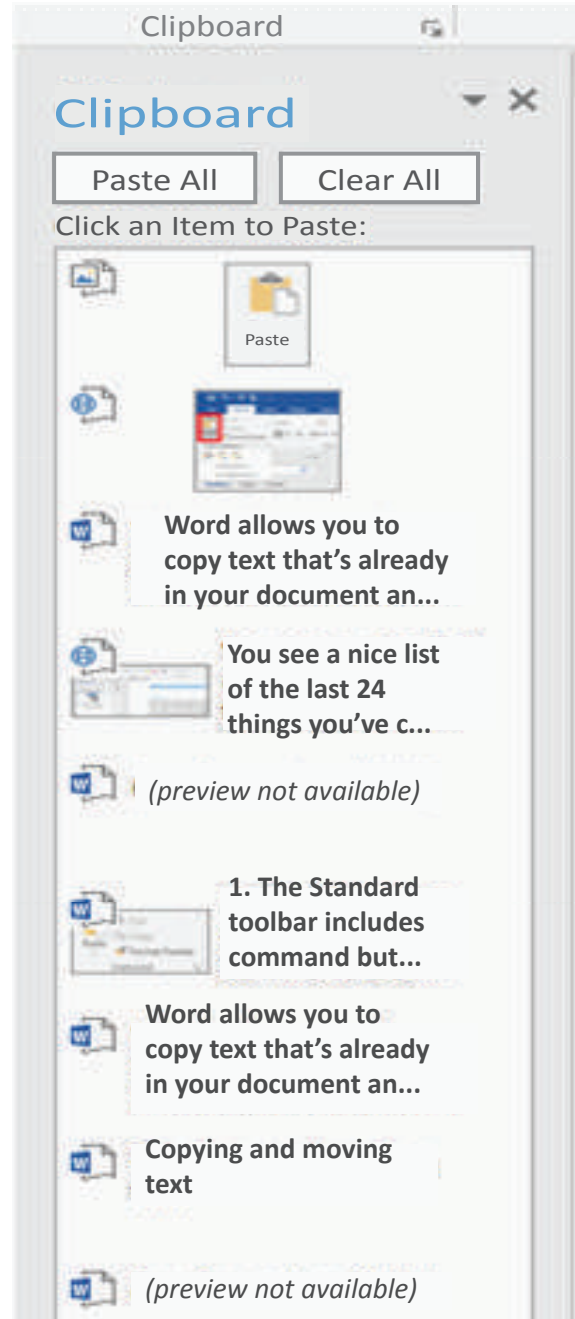 Clipboard
Clipboard
Paste All Clear All
Click an Item to Paste:
Paste
Word allows you to
copy text that’s already
in your document an...
You see a nice list
of the last 24
things you’ve c...
(preview not available)
1. The Standard
toolbar includes
command but...
Word allows you to
copy text that’s already
in your document an...
Copying and moving
text
(preview not available)